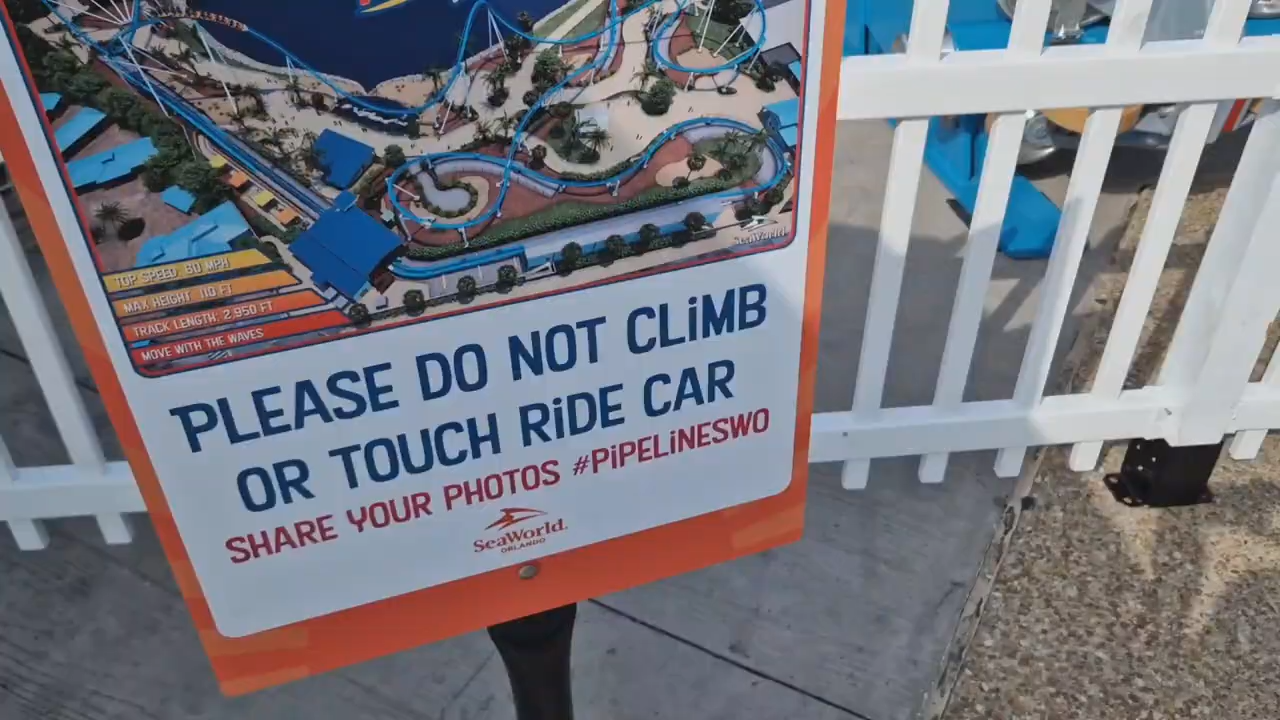 SeaWorld
TOP SPEED: 60 MPH
MAX HEIGHT: 110 FT
TRACK LENGTH: 2,950 FT
MOVE WITH THE WAVES
PLEASE DO NOT CLiMB
OR TOUCH RiDE CAR
SHARE YOUR PHOTOS #PiPELiNESWO
SeaWorld.
ORLANDO